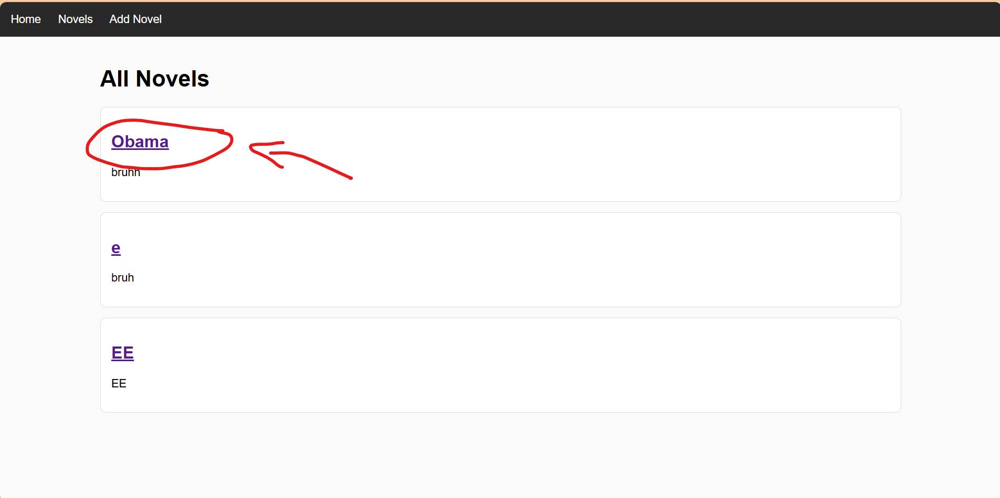 Home Novels Add Novel
All Novels
Obama
bruhh
e
bruh
EE
EE